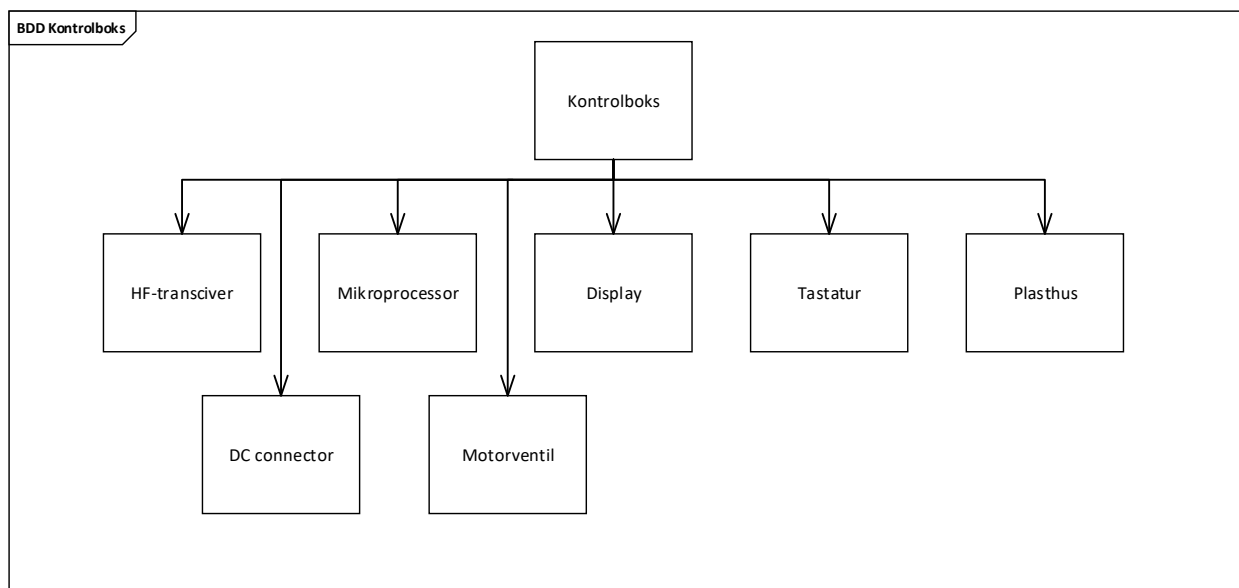 BDD Kontrolboks
Kontrolboks
HF-transciver
Mikroprocessor
Display
Tastatur
Plasthus
DC connector
Motorventil